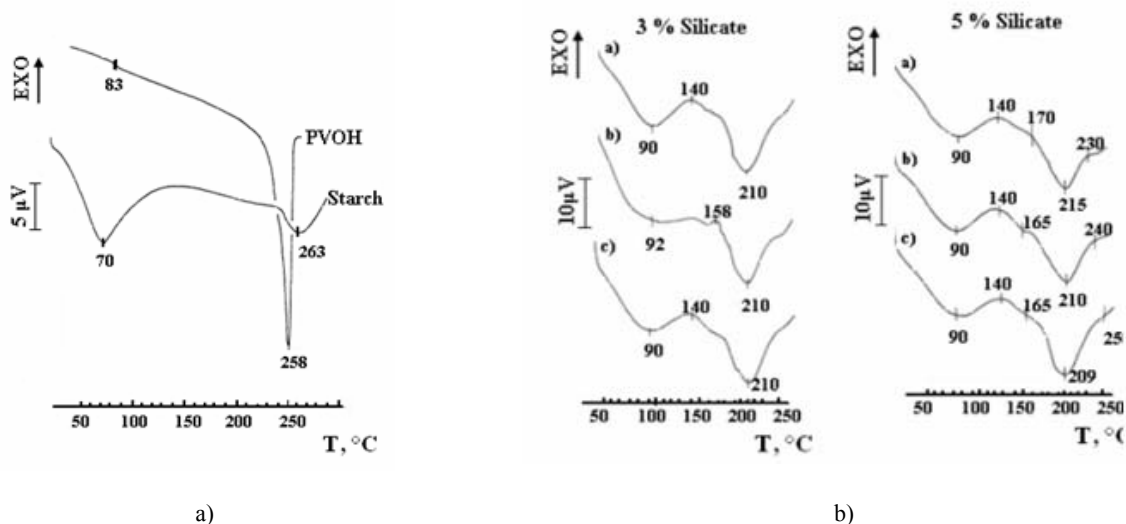 EXO
83
PVOH
5 µV
Starch
70
263
258
50 100 150 200 250
T, °C
a)
3 % Silicate
EXO
a)
140
90
210
b)
10µV
158
92
210
c)
140
90
210
50 100 150 200 250
T, °C
5 % Silicate
EXO
a)
140
170
90
230
215
b)
10µV
140
165
90
240
210
c)
140
165
90
25
209
50 100 150 200 250
T, °C
b)